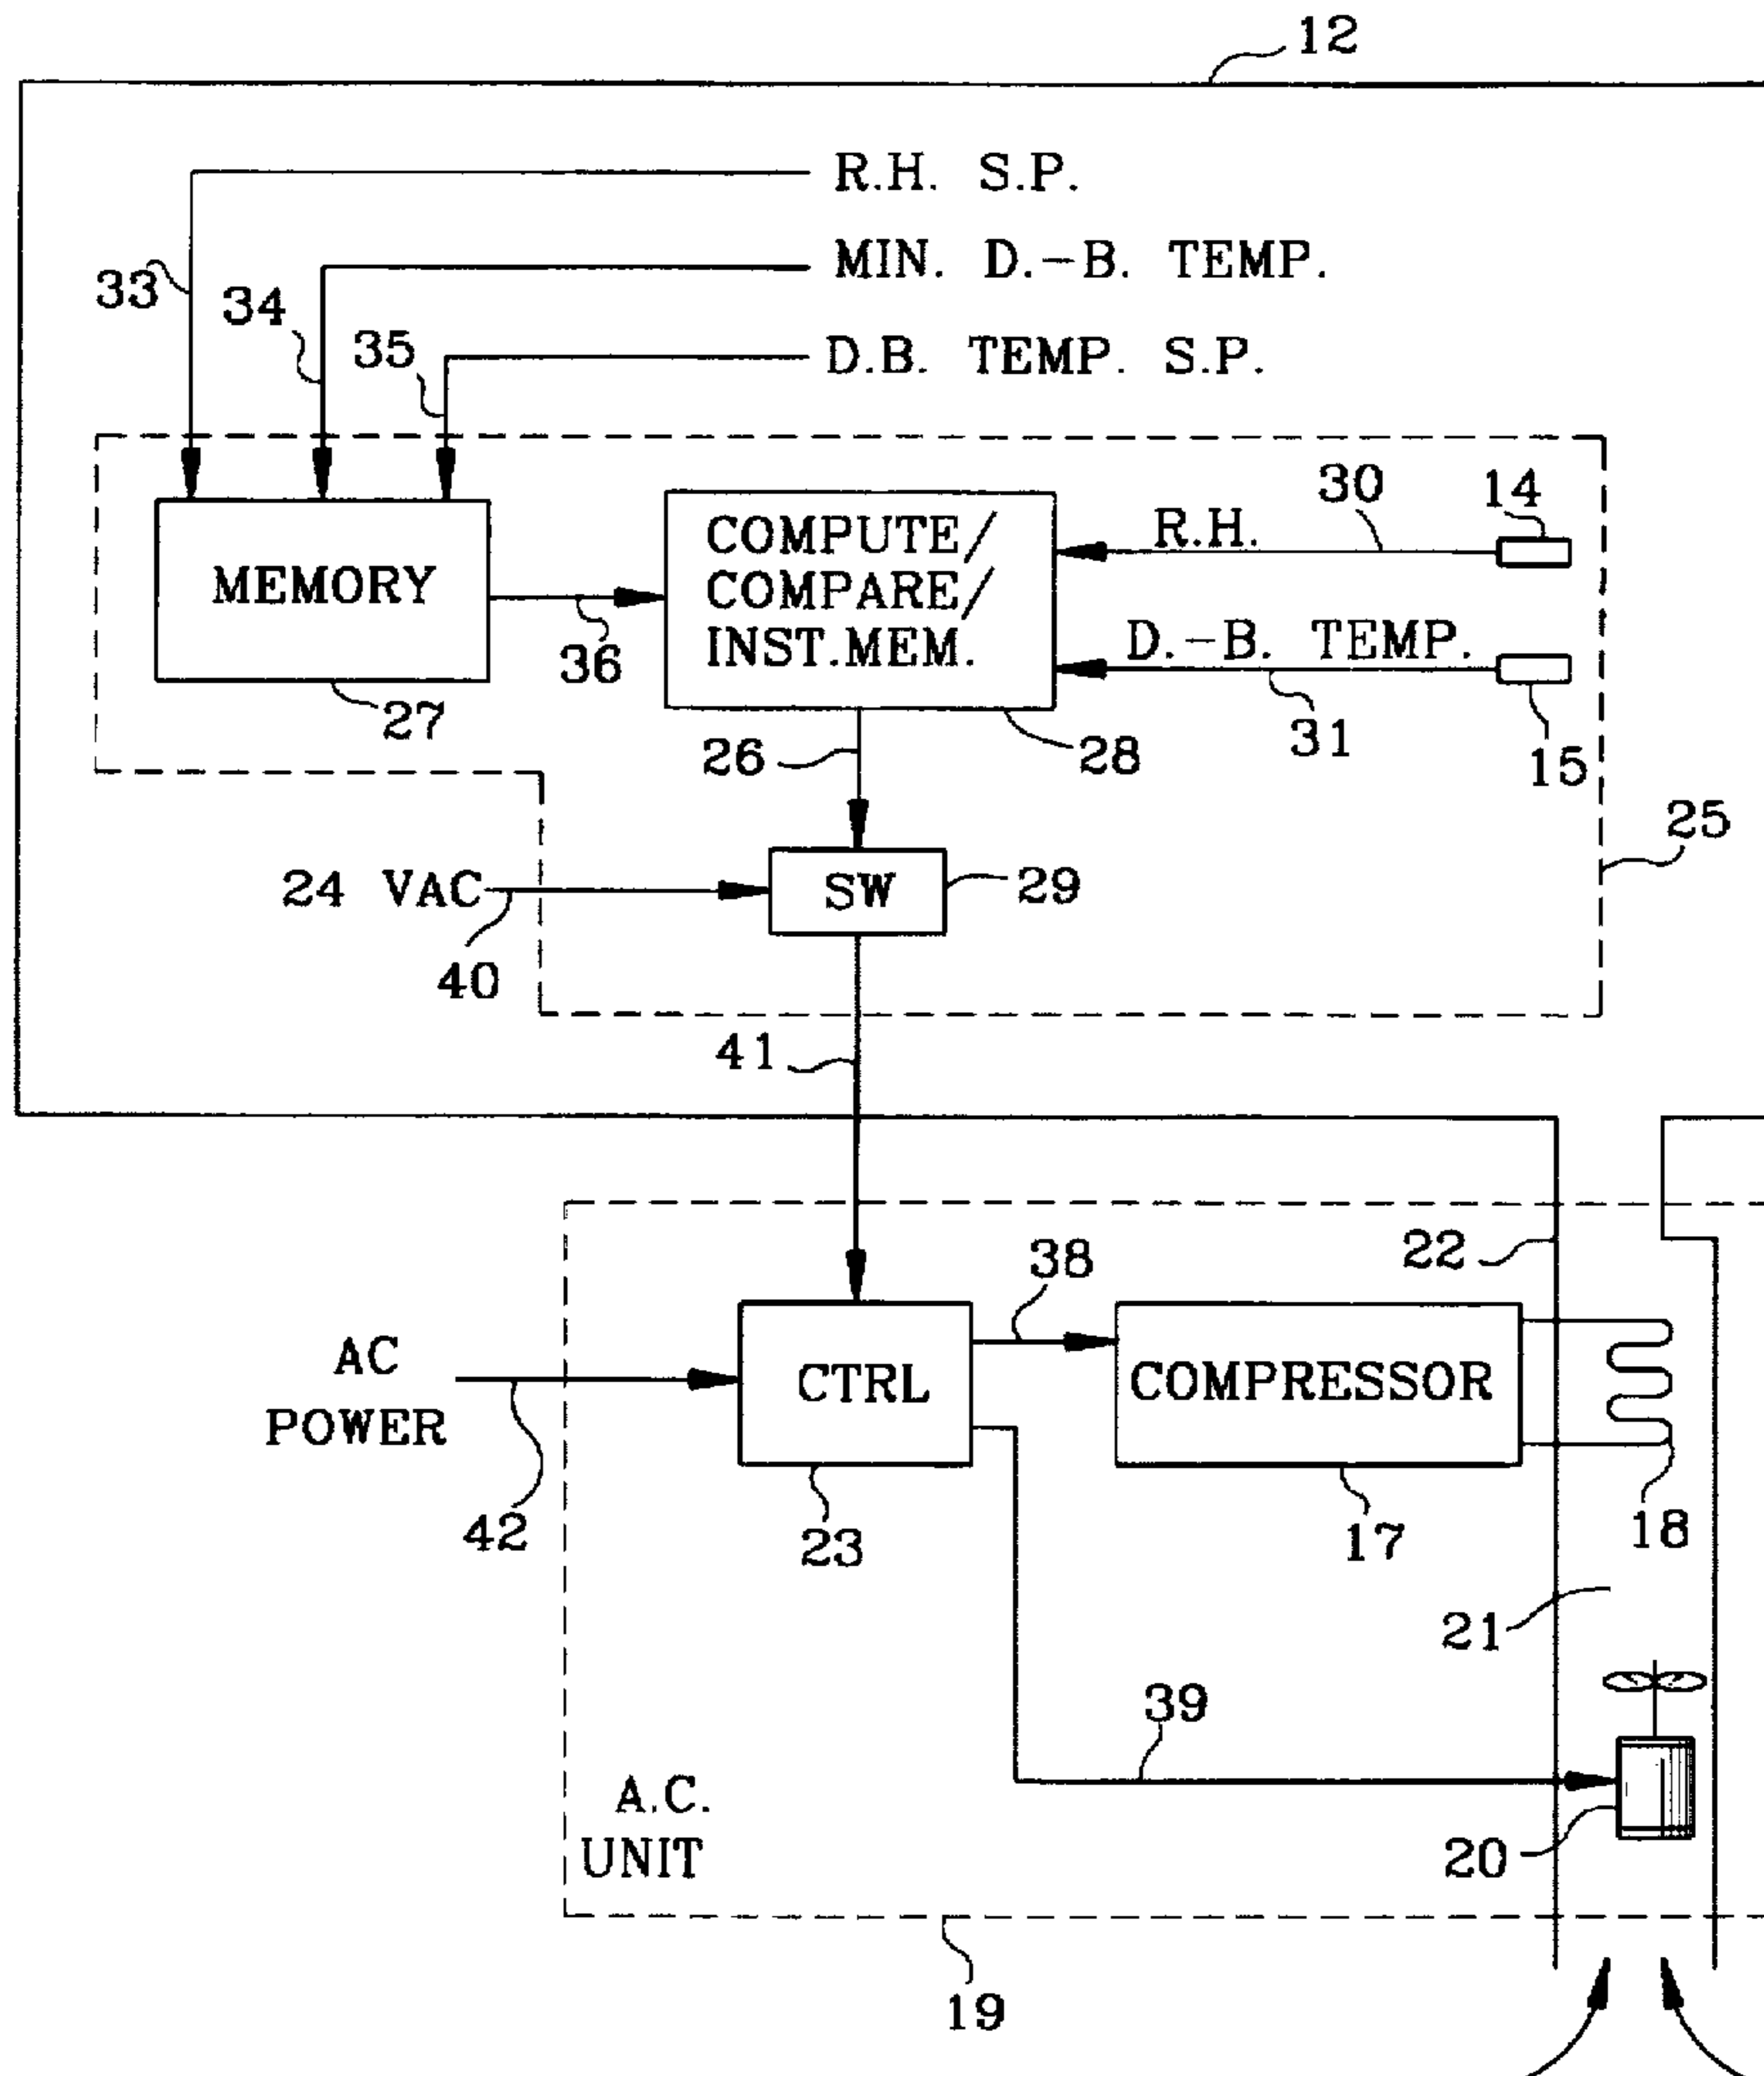 12
R.H. S.P.
MIN. D.-B. TEMP.
33
34
35
D.B. TEMP. S.P.
30
14
COMPUTE/
R.H.
MEMORY
COMPARE/
INST.MEM.
D.-B. TEMP.
36
27
26
28
31
15
25
24 VAC
SW
29
40
41
22
38
AC
POWER
CTRL
COMPRESSOR
42
23
17
18
21
39
A.C.
UNIT
20
19